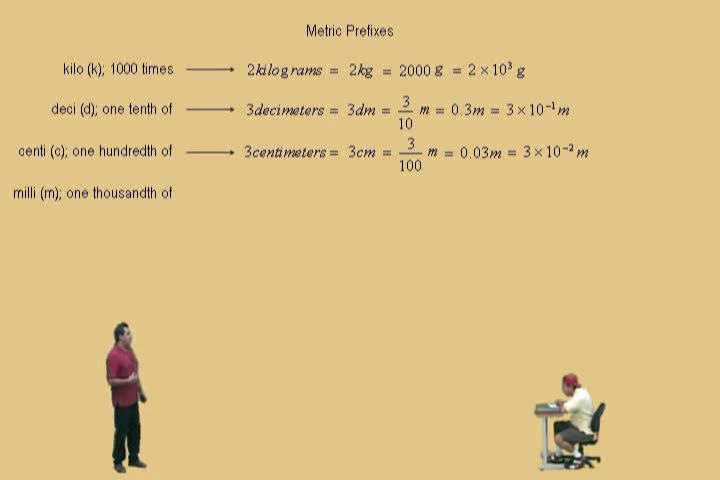 Metric Prefixes
kilo (k); 1000 times ⟶ 2kilograms = 2kg = 2000 g = 2 × 10³ g
deci (d); one tenth of ⟶ 3decimeters = 3dm = 3/10 m = 0.3m = 3 × 10⁻¹ m
centi (c); one hundredth of ⟶ 3centimeters = 3cm = 3/100 m = 0.03m = 3 × 10⁻² m
milli (m); one thousandth of